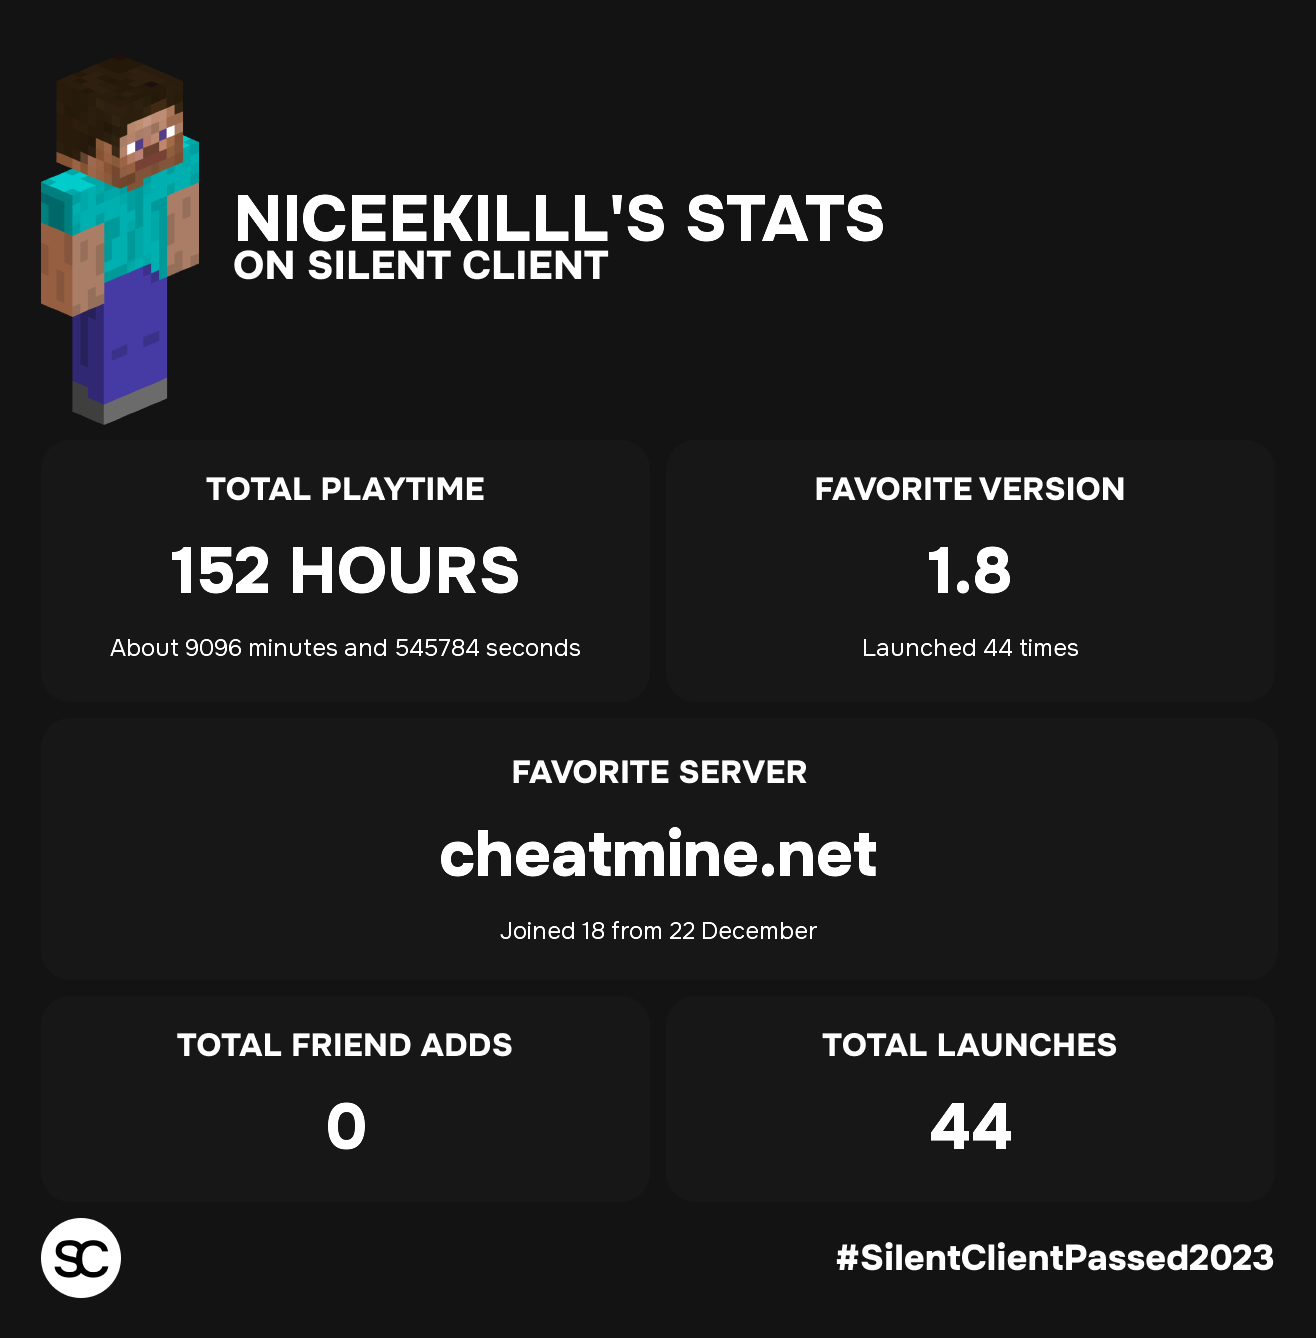 NICEEKILLL'S STATS
ON SILENT CLIENT
TOTAL PLAYTIME
152 HOURS
About 9096 minutes and 545784 seconds
FAVORITE VERSION
1.8
Launched 44 times
FAVORITE SERVER
cheatmine.net
Joined 18 from 22 December
TOTAL FRIEND ADDS
0
TOTAL LAUNCHES
44
SC
#SilentClientPassed2023